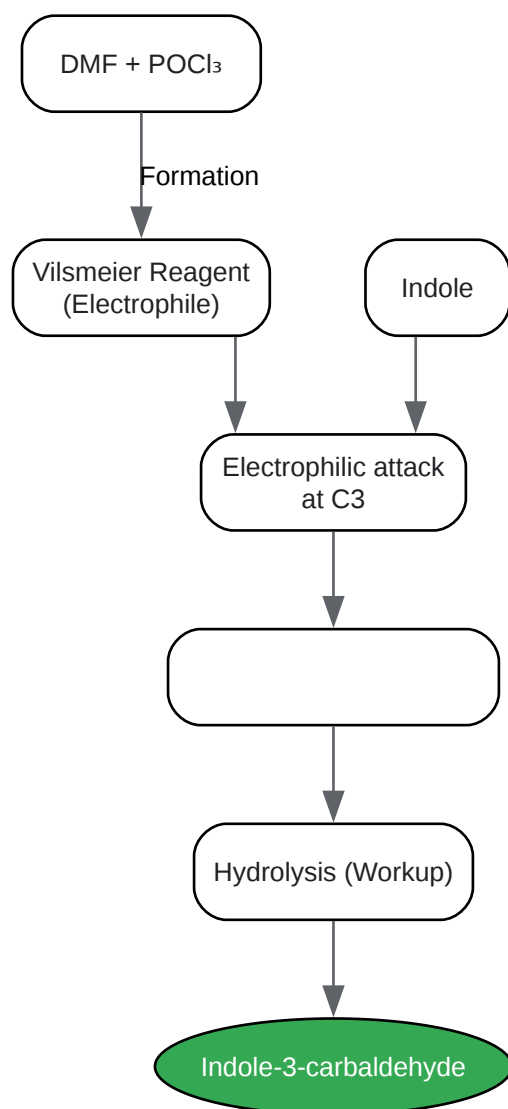 DMF + POCl₃
Formation
Vilsmeier Reagent
(Electrophile)
Indole
Electrophilic attack
at C3
Hydrolysis (Workup)
Indole-3-carbaldehyde